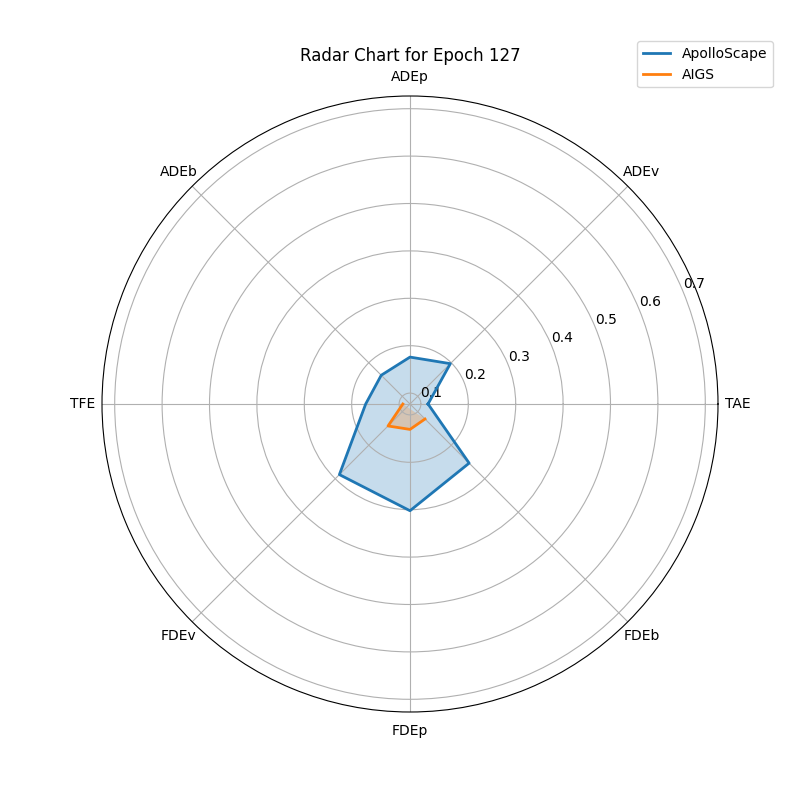 Radar Chart for Epoch 127
ApolloScape
AIGS
ADEp
ADEb
ADEv
0.7
0.6
0.5
0.4
0.3
0.2
0.1
TFE
TAE
FDEv
FDEb
FDEp